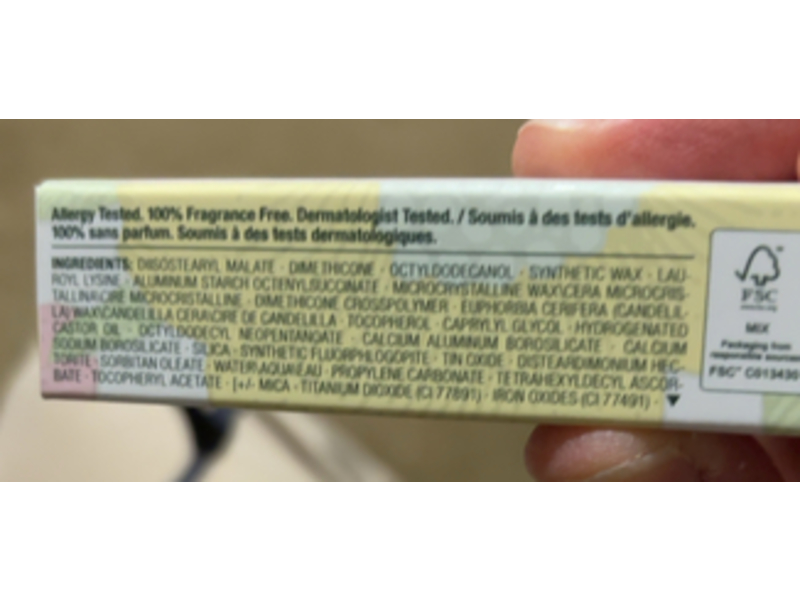 Allergy Tested. 100% Fragrance Free. Dermatologist Tested. / Soumis à des tests d'allergie.
100% sans parfum. Soumis à des tests dermatologiques.
INGREDIENTS: DIISOSTEARYL MALATE · DIMETHICONE · OCTYLDODECANOL · SYNTHETIC WAX · LAU-
ROYL LYSINE · ALUMINUM STARCH OCTENYLSUCCINATE · MICROCRYSTALLINE WAX\CERA MICROCRIS-
TALLINA\CIRE MICROCRISTALLINE · DIMETHICONE CROSSPOLYMER · EUPHORBIA CERIFERA (CANDELIL-
LA) WAX\CANDELILLA CERA\CIRE DE CANDELILLA · TOCOPHEROL · CAPRYLYL GLYCOL · HYDROGENATED
CASTOR OIL · OCTYLDODECYL NEOPENTANOATE · CALCIUM ALUMINUM BOROSILICATE · CALCIUM
SODIUM BOROSILICATE · SILICA · SYNTHETIC FLUORPHLOGOPITE · TIN OXIDE · DISTEARDIMONIUM HEC-
TORITE · SORBITAN OLEATE · WATER\AQUA\EAU · PROPYLENE CARBONATE · TETRAHEXYLDECYL ASCOR-
BATE · TOCOPHERYL ACETATE · [+/- MICA · TITANIUM DIOXIDE (CI 77891) · IRON OXIDES (CI 77491) · ▼
FSC
MIX
Packaging from
responsible sources
FSC™ C013430